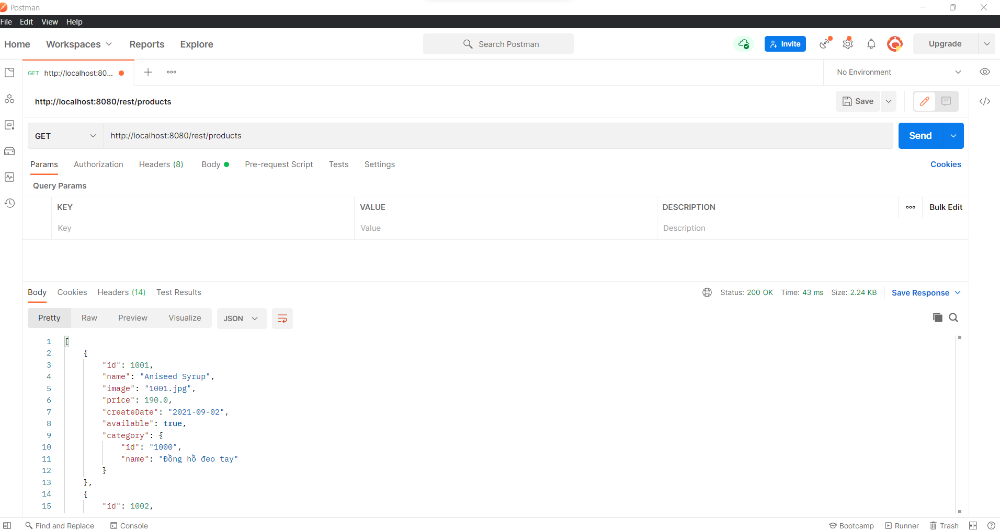 Postman
File Edit View Help
Home Workspaces Reports Explore Search Postman Invite Upgrade
GET http://localhost:80... No Environment
http://localhost:8080/rest/products Save
GET http://localhost:8080/rest/products Send
Params Authorization Headers (8) Body Pre-request Script Tests Settings Cookies
Query Params
KEY VALUE DESCRIPTION Bulk Edit
Key Value Description
Body Cookies Headers (14) Test Results Status: 200 OK Time: 43 ms Size: 2.24 KB Save Response
Pretty Raw Preview Visualize JSON
1 [
2 {
3 "id": 1001,
4 "name": "Aniseed Syrup",
5 "image": "1001.jpg",
6 "price": 190.0,
7 "createDate": "2021-09-02",
8 "available": true,
9 "category": {
10 "id": "1000",
11 "name": "Đồng hồ đeo tay"
12 }
13 },
14 {
15 "id": 1002,
Find and Replace Console Bootcamp Runner Trash